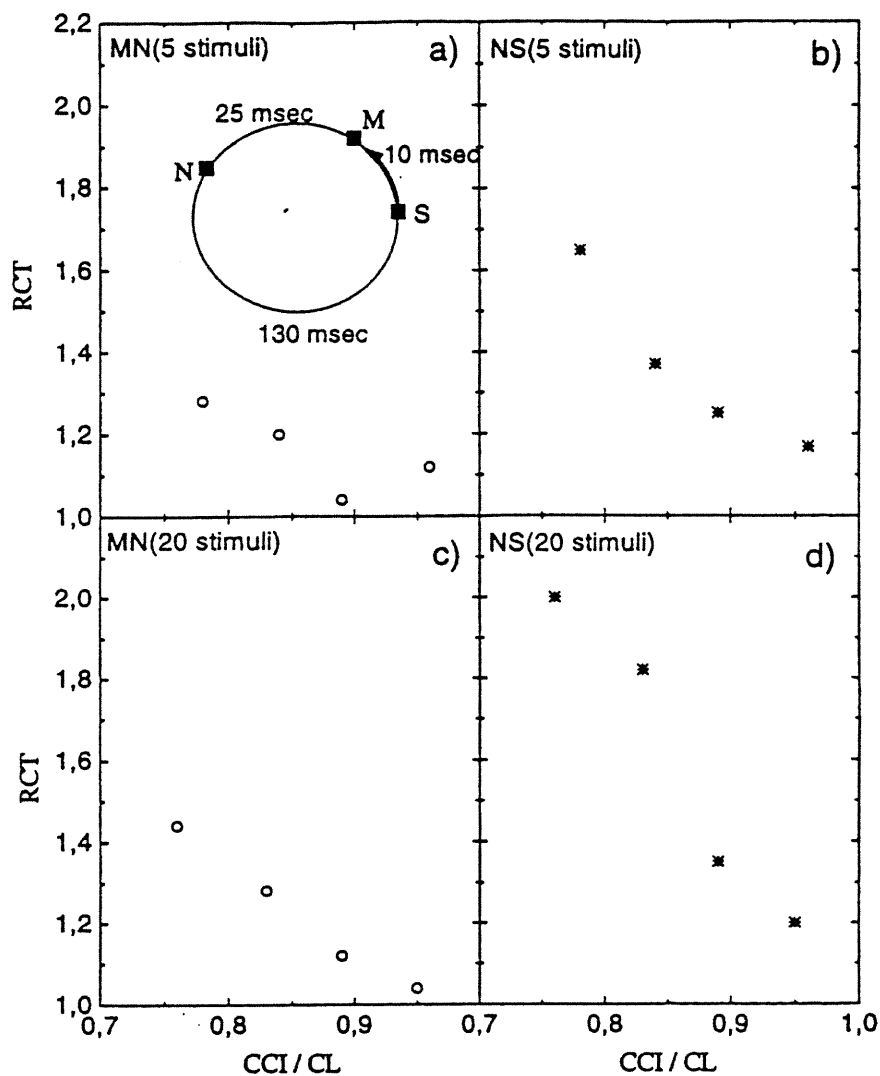 2,2
MN(5 stimuli) a)
NS(5 stimuli) b)
2,0
25 msec M
10 msec
N
1,8
S
RCT
1,6
130 msec
1,4
1,2
1,0
MN(20 stimuli) c)
NS(20 stimuli) d)
2,0
1,8
RCT
1,6
1,4
1,2
1,0
0,7 0,8 0,9 0,7 0,8 0,9 1,0
CCI / CL CCI / CL